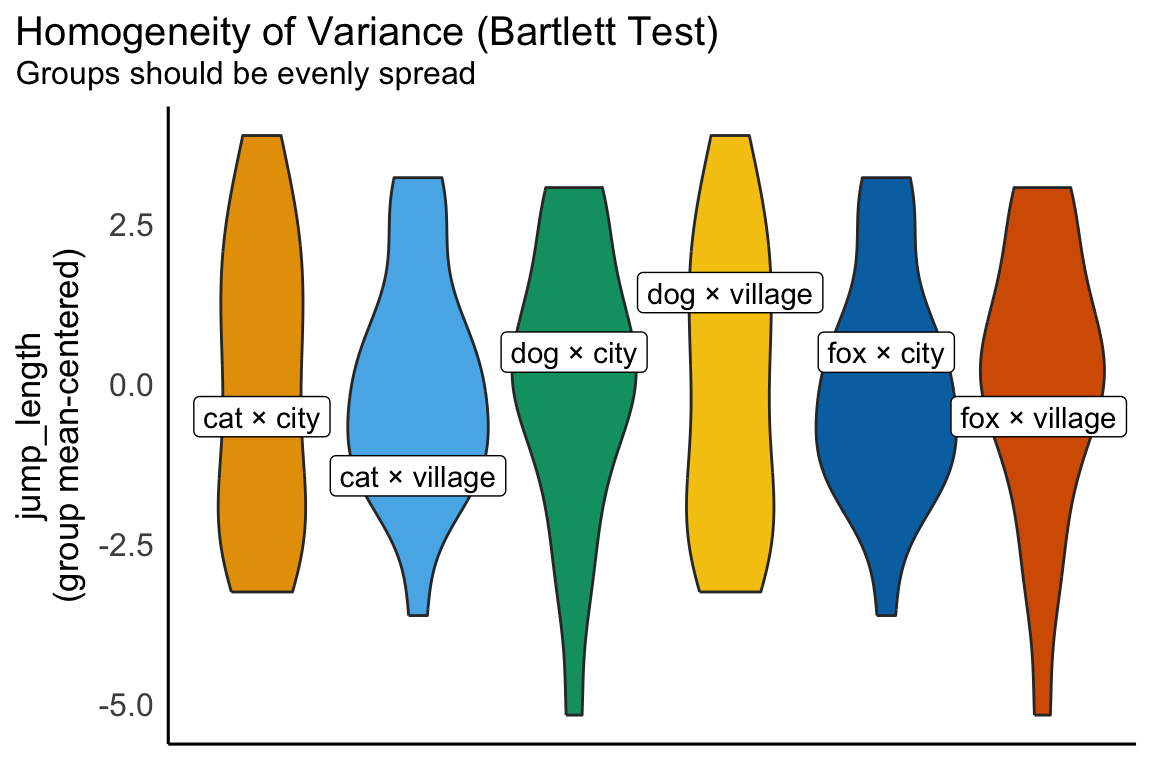 Homogeneity of Variance (Bartlett Test)
Groups should be evenly spread
jump_length
(group mean-centered)
2.5
0.0
-2.5
-5.0
cat × city
cat × village
dog × city
dog × village
fox × city
fox × village